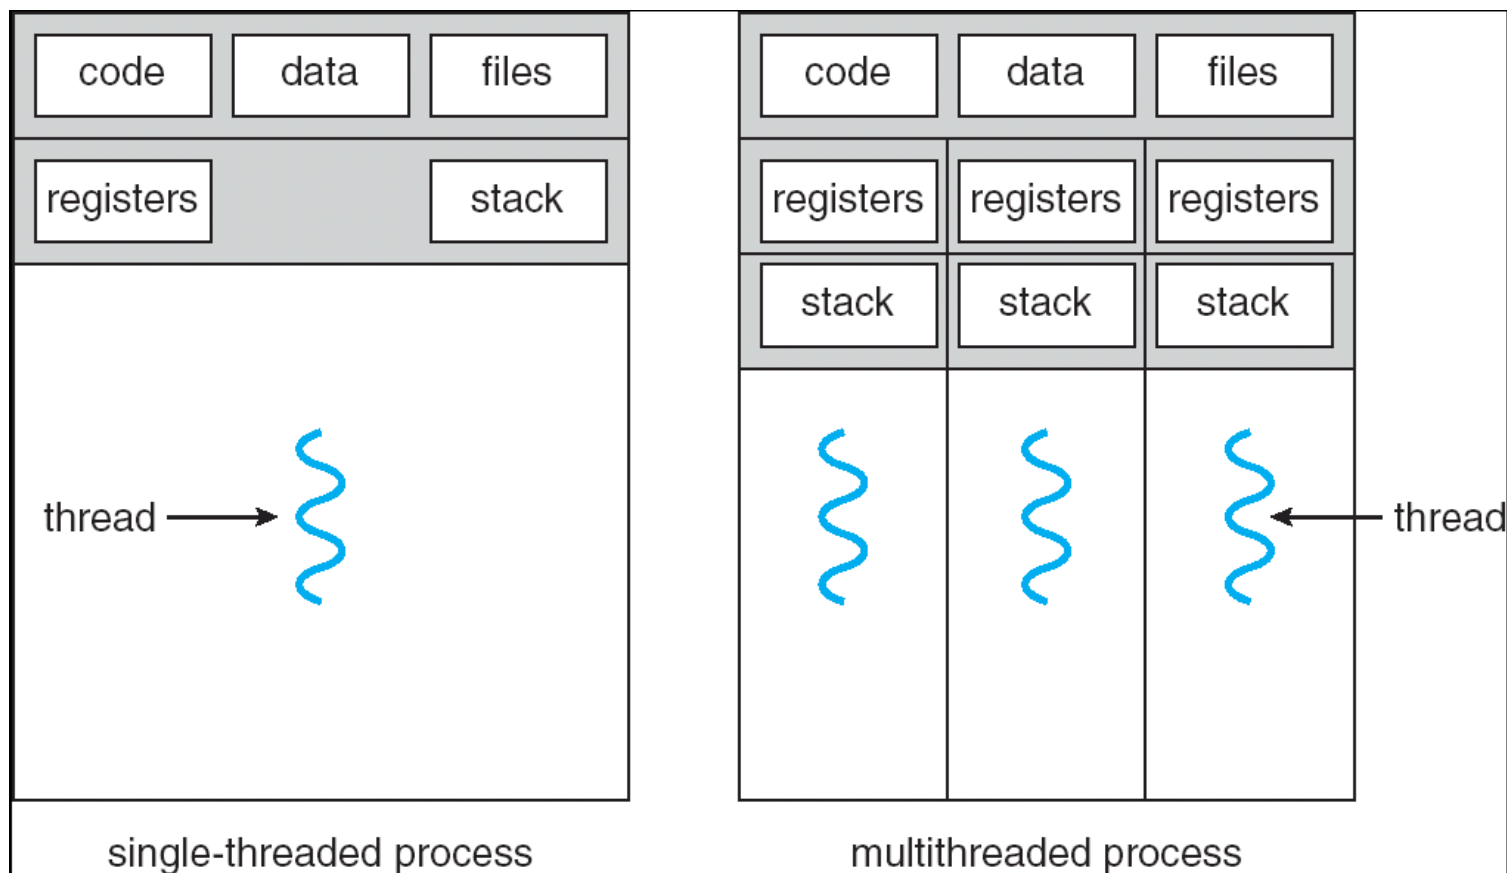 code data files
registers stack
thread
single-threaded process
code data files
registers registers registers
stack stack stack
thread
multithreaded process